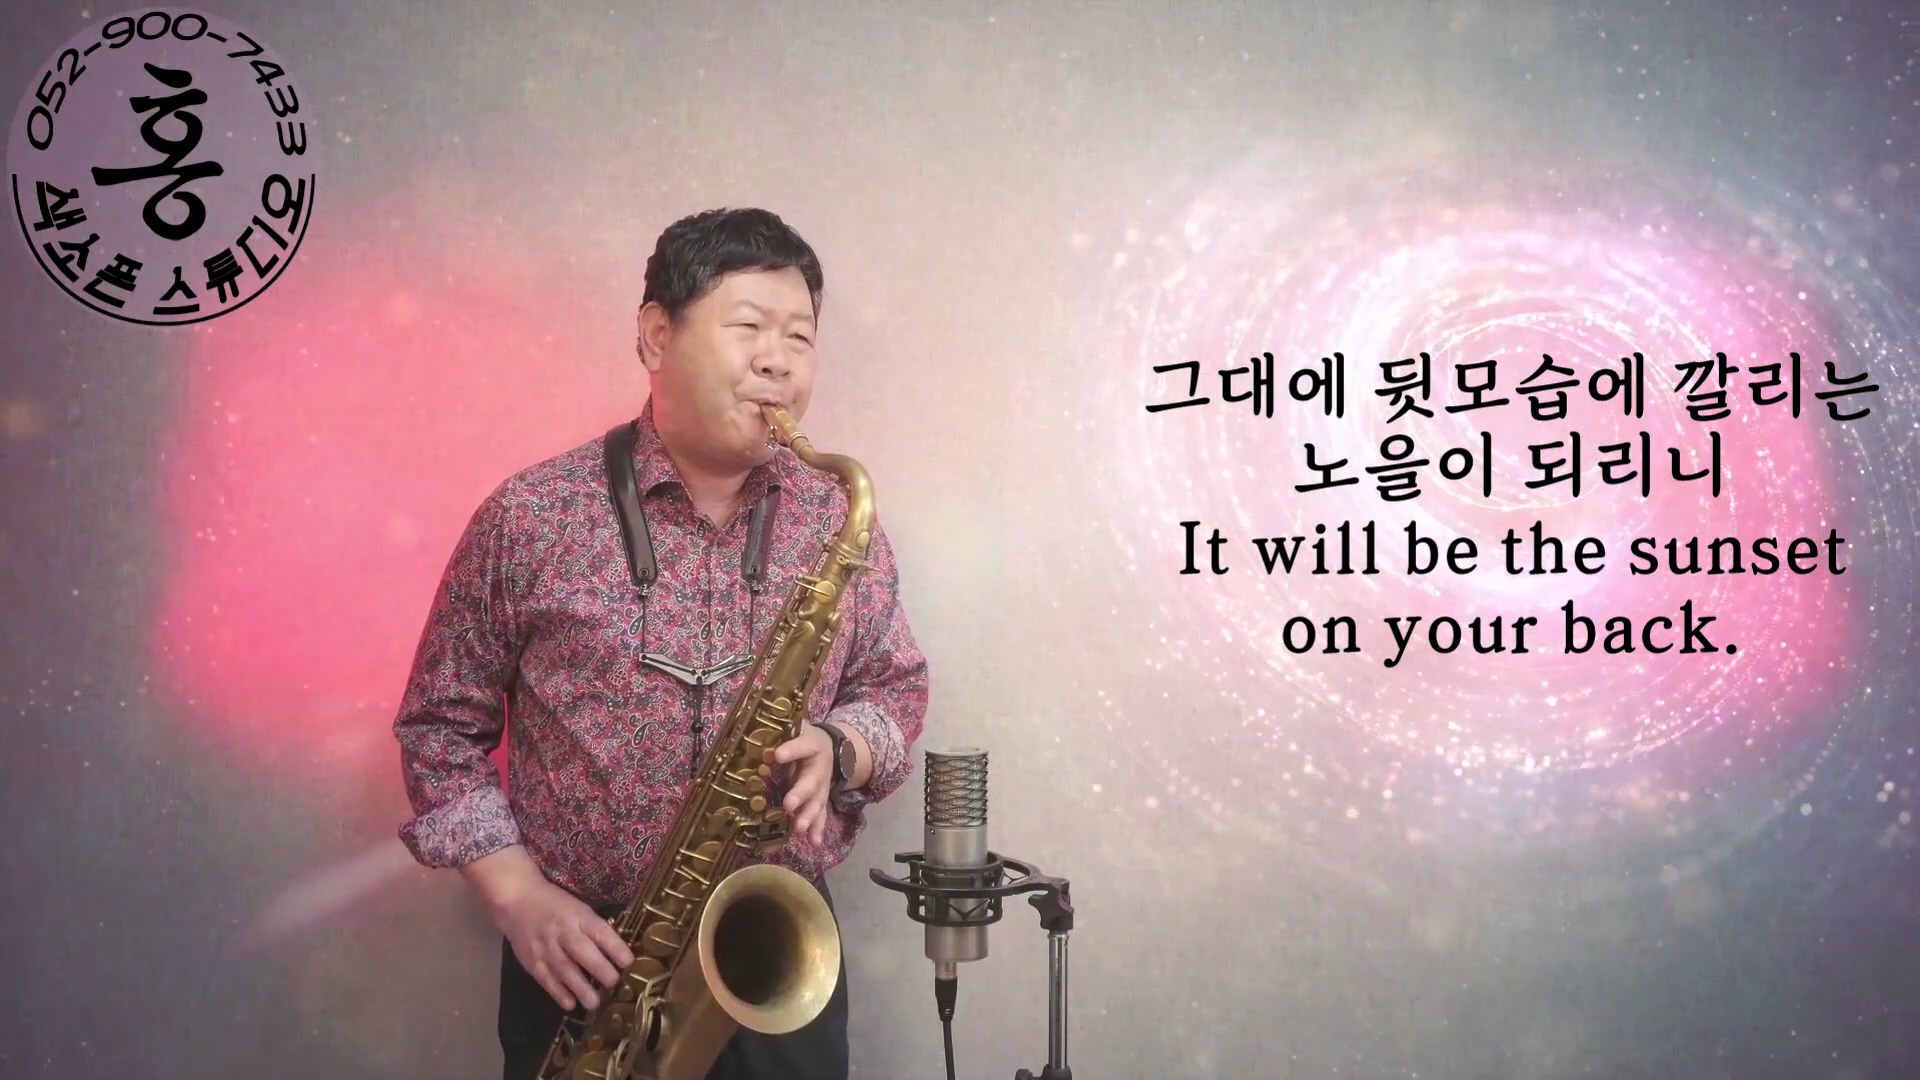 052-900-7433
홍
색소폰 스튜디오
그대에 뒷모습에 깔리는
노을이 되리니
It will be the sunset
on your back.